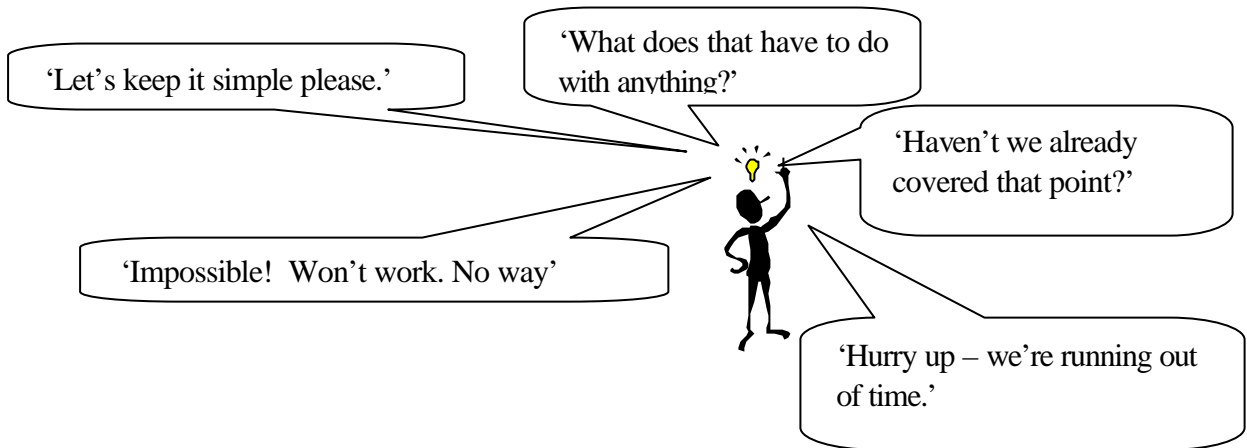 ‘Let’s keep it simple please.’
‘What does that have to do
with anything?’
‘Haven’t we already
covered that point?’
‘Impossible!  Won’t work. No way’
‘Hurry up – we’re running out
of time.’